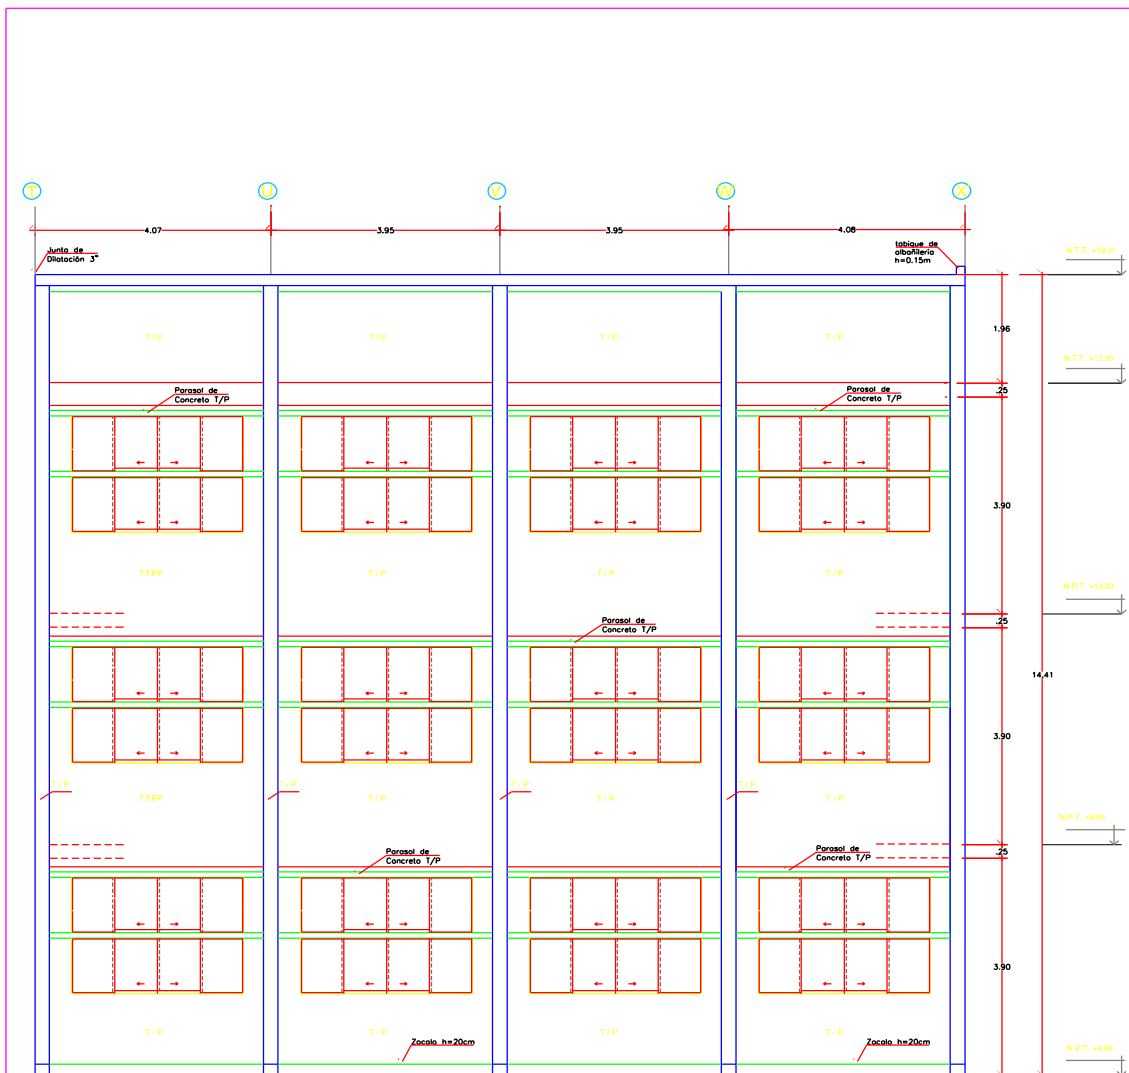 T U V W X
4.07 3.95 3.95 4.08
Junta de
Dilatación 3"
tabique de
albañileria
h=0.15m
N.T.T.
1.96
T/P T/P T/P T/P
N.T.T.
.25
Parasol de
Concreto T/P
Parasol de
Concreto T/P
3.90
T/P T/P T/P
N.P.T.
.25
Parasol de
Concreto T/P
14.41
3.90
T/P T/P T/P T/P
T/P T/P T/P
N.P.T.
.25
Parasol de
Concreto T/P
Parasol de
Concreto T/P
3.90
T/P T/P T/P T/P
Zocalo h=20cm
Zocalo h=20cm
N.P.T.